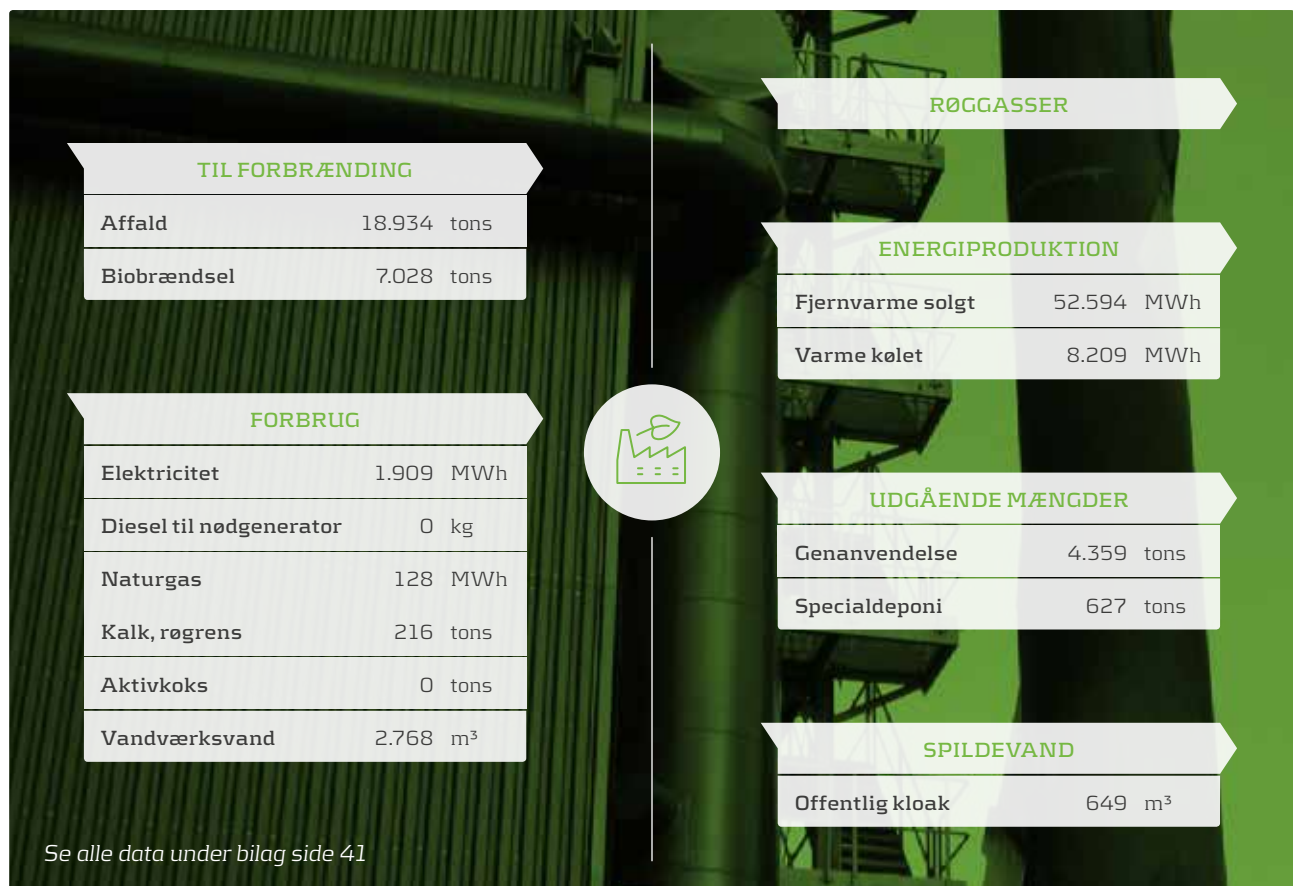 TIL FORBRÆNDING
Affald 18.934 tons
Biobrændsel 7.028 tons
FORBRUG
Elektricitet 1.909 MWh
Diesel til nødgenerator 0 kg
Naturgas 128 MWh
Kalk, røgrens 216 tons
Aktivkoks 0 tons
Vandværksvand 2.768 m³
Se alle data under bilag side 41
RØGGASSER
ENERGIPRODUKTION
Fjernvarme solgt 52.594 MWh
Varme kølet 8.209 MWh
UDGÅENDE MÆNGDER
Genanvendelse 4.359 tons
Specialdeponi 627 tons
SPILDEVAND
Offentlig kloak 649 m³